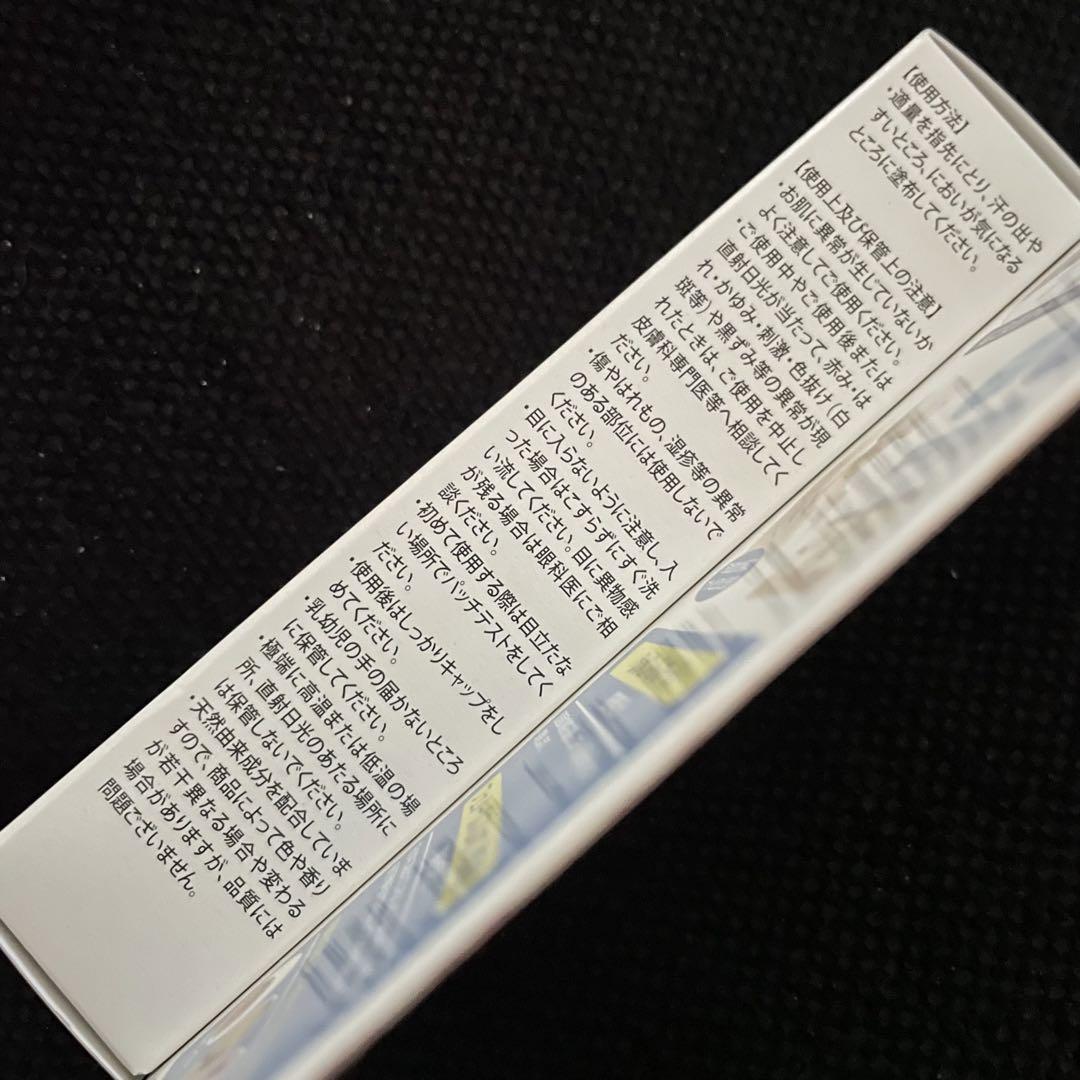 【使用方法】
・適量を指先にとり、汗の出や
すいところ、においが気になる
ところに塗布してください。
【使用上及び保管上の注意】
・お肌に異常が生じていないか
よく注意してご使用ください。
・ご使用中やご使用後または
直射日光が当たって、赤み・は
れ・かゆみ・刺激・色抜け(白
斑等)や黒ずみ等の異常が現
れたときは、ご使用を中止し
皮膚科専門医等へ相談してく
ださい。
・傷やはれもの、湿疹等の異常
のある部位には使用しないで
ください。
・目に入らないように注意し、入
った場合はこすらずにすぐ洗
い流してください。目に異物感
が残る場合は眼科医にご相
談ください。
・初めて使用する際は目立たな
い場所でパッチテストをしてく
ださい。
・使用後はしっかりキャップをし
めてください。
・乳幼児の手の届かないところ
に保管してください。
・極端に高温または低温の場
所、直射日光のあたる場所に
は保管しないでください。
・天然由来成分を配合していま
すので、商品によって色や香り
が若干異なる場合や変わる
場合がありますが、品質には
問題ございません。